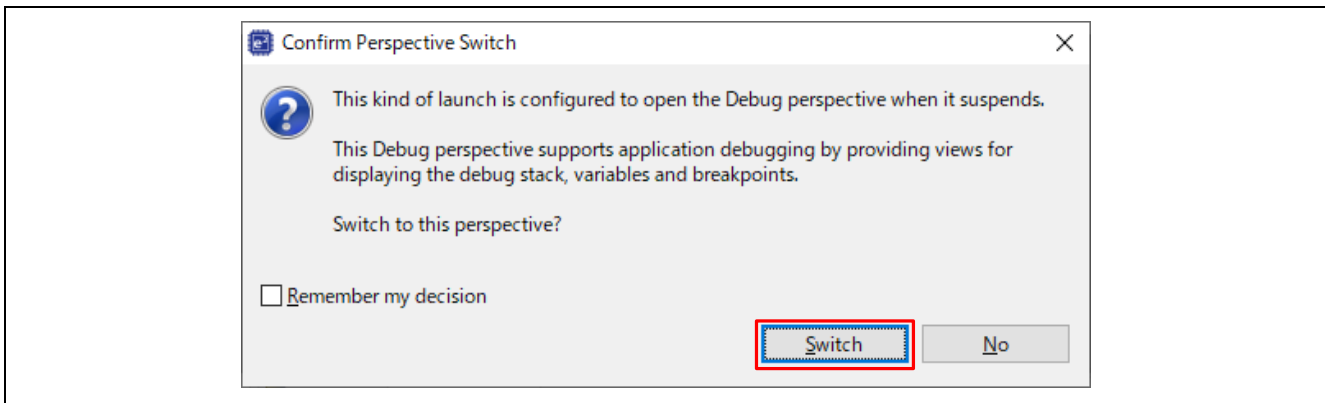 Confirm Perspective Switch
This kind of launch is configured to open the Debug perspective when it suspends.
This Debug perspective supports application debugging by providing views for
displaying the debug stack, variables and breakpoints.
Switch to this perspective?
Remember my decision
Switch
No